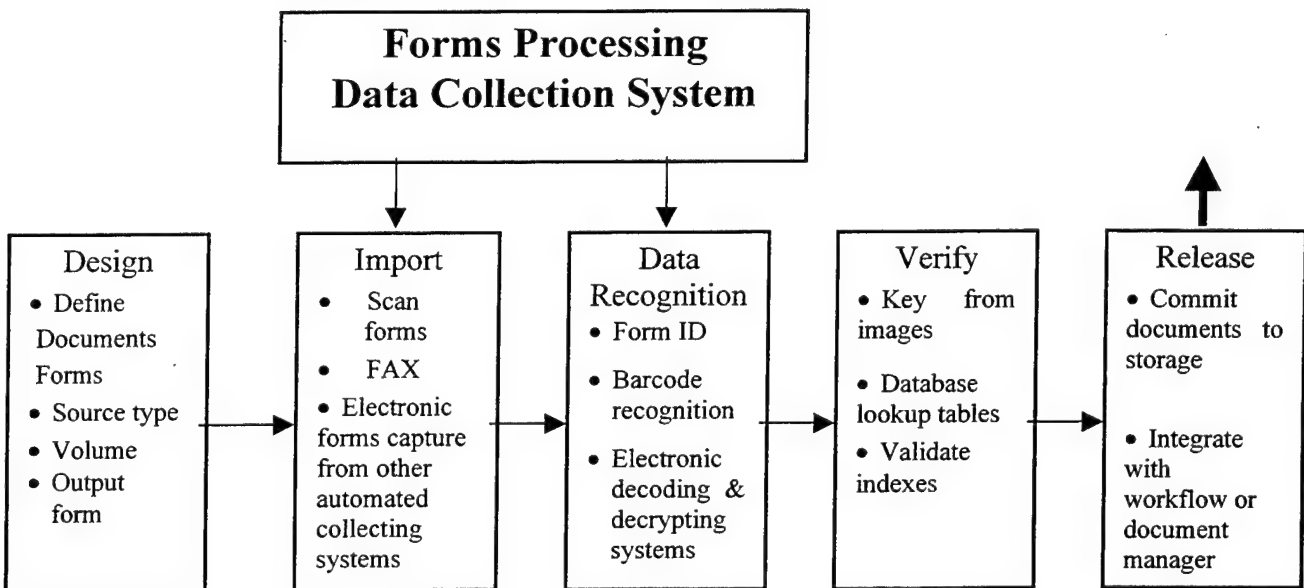 Forms Processing
Data Collection System
Design
• Define
Documents
Forms
• Source type
• Volume
• Output
form
Import
• Scan
forms
• FAX
• Electronic
forms capture
from other
automated
collecting
systems
Data
Recognition
• Form ID
• Barcode
recognition
• Electronic
decoding &
decrypting
systems
Verify
• Key from
images
• Database
lookup tables
• Validate
indexes
Release
• Commit
documents to
storage
• Integrate
with
workflow or
document
manager